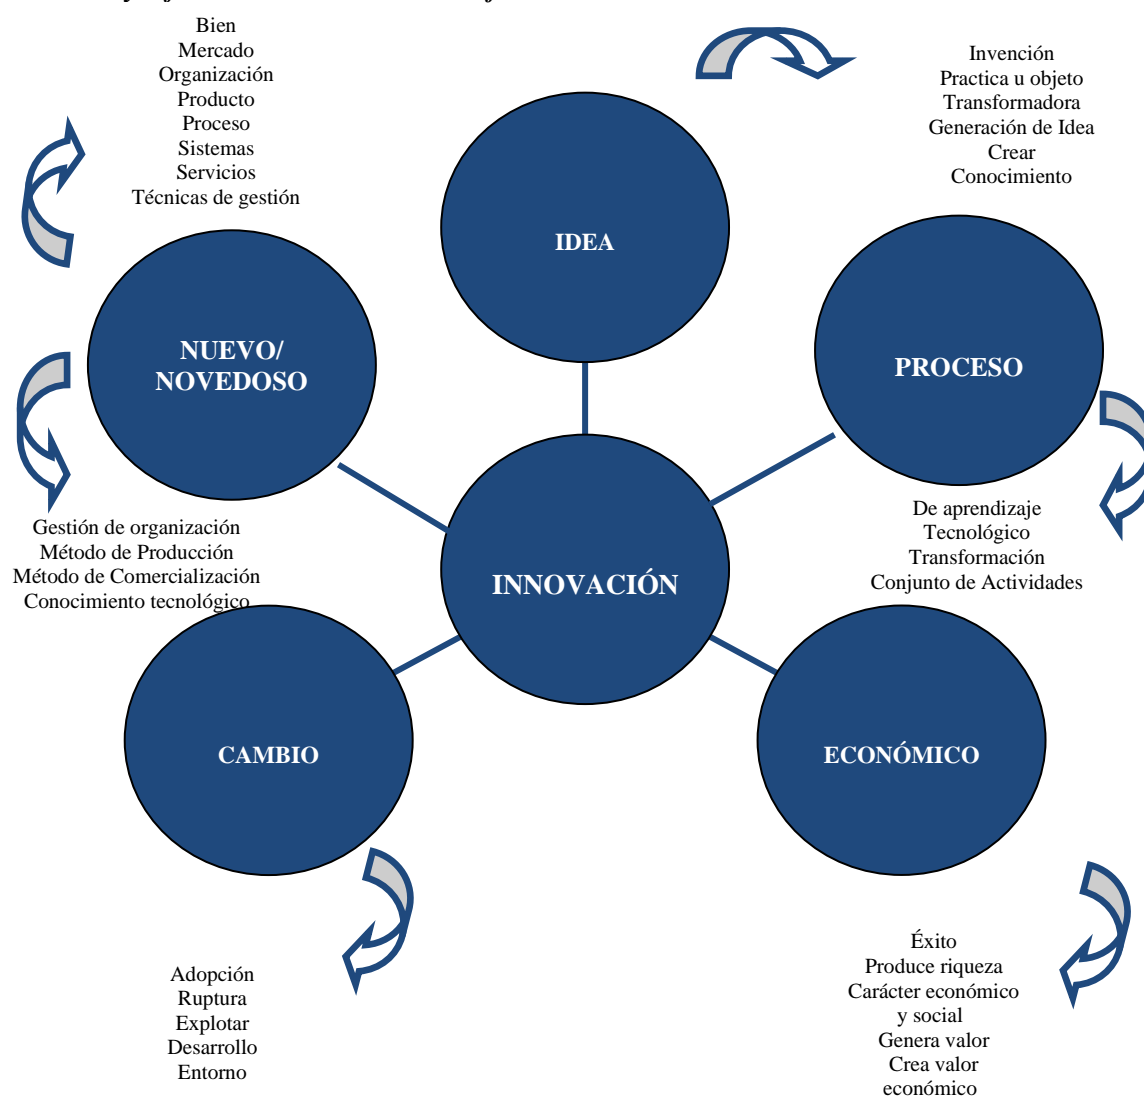 Bien
Mercado
Organización
Producto
Proceso
Sistemas
Servicios
Técnicas de gestión
Invención
Practica u objeto
Transformadora
Generación de Idea
Crear
Conocimiento
IDEA
NUEVO/
NOVEDOSO
PROCESO
Gestión de organización
Método de Producción
Método de Comercialización
Conocimiento tecnológico
De aprendizaje
Tecnológico
Transformación
Conjunto de Actividades
INNOVACIÓN
CAMBIO
ECONÓMICO
Adopción
Ruptura
Explotar
Desarrollo
Entorno
Éxito
Produce riqueza
Carácter económico
y social
Genera valor
Crea valor
económico